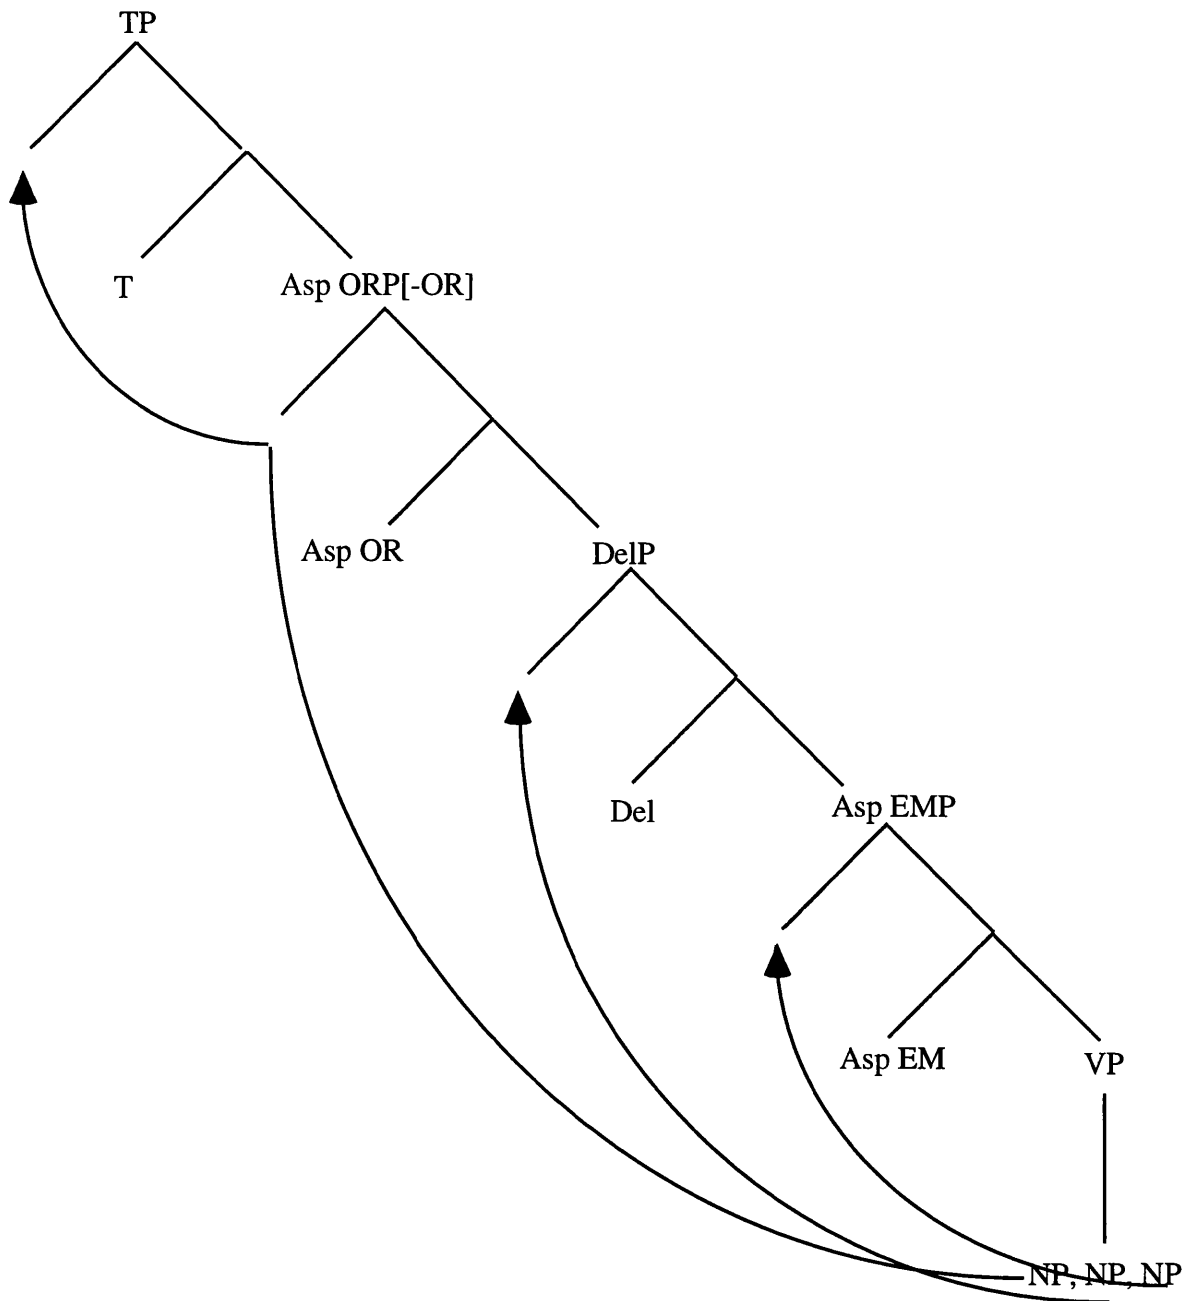 TP
T
Asp ORP[-OR]
Asp OR
DelP
Del
Asp EMP
Asp EM
VP
NP, NP, NP